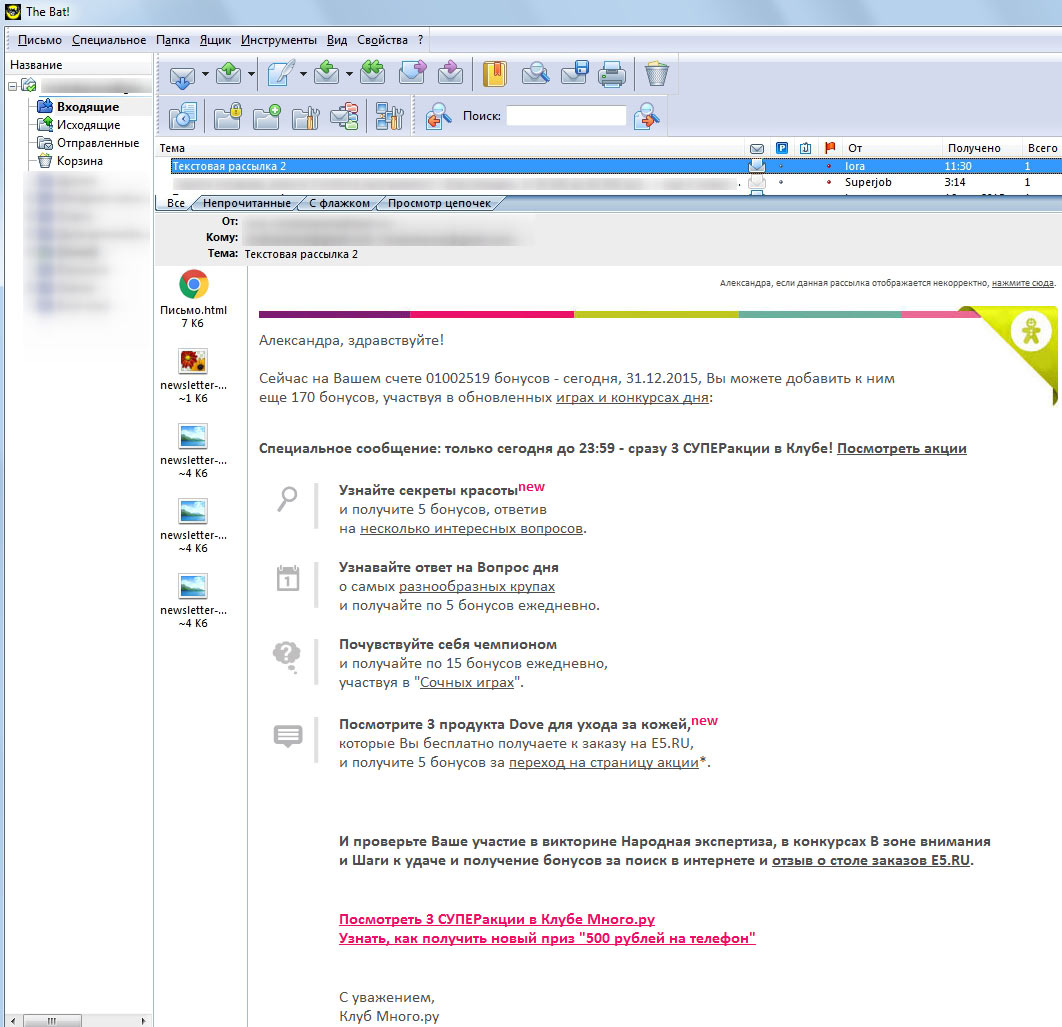 The Bat!
Письмо Специальное Папка Ящик Инструменты Вид Свойства ?
Название
Входящие
Исходящие
Отправленные
Корзина
Поиск:
Тема От Получено Всего
Текстовая рассылка 2 lora 11:30 1
Superjob 3:14 1
Все Непрочитанные С флажком Просмотр цепочек
От:
Кому:
Тема: Текстовая рассылка 2
Письмо.html
7 Кб
newsletter-...
~1 Кб
newsletter-...
~4 Кб
newsletter-...
~4 Кб
newsletter-...
~4 Кб
Александра, если данная рассылка отображается некорректно, нажмите сюда.
Александра, здравствуйте!
Сейчас на Вашем счете 01002519 бонусов - сегодня, 31.12.2015, Вы можете добавить к ним
еще 170 бонусов, участвуя в обновленных играх и конкурсах дня:
Специальное сообщение: только сегодня до 23:59 - сразу 3 СУПЕРакции в Клубе! Посмотреть акции
Узнайте секреты красоты new
и получите 5 бонусов, ответив
на несколько интересных вопросов.
1
Узнавайте ответ на Вопрос дня
о самых разнообразных крупах
и получайте по 5 бонусов ежедневно.
?
Почувствуйте себя чемпионом
и получайте по 15 бонусов ежедневно,
участвуя в "Сочных играх".
Посмотрите 3 продукта Dove для ухода за кожей, new
которые Вы бесплатно получаете к заказу на E5.RU,
и получите 5 бонусов за переход на страницу акции*.
И проверьте Ваше участие в викторине Народная экспертиза, в конкурсах В зоне внимания
и Шаги к удаче и получение бонусов за поиск в интернете и отзыв о столе заказов E5.RU.
Посмотреть 3 СУПЕРакции в Клубе Много.ру
Узнать, как получить новый приз "500 рублей на телефон"
С уважением,
Клуб Много.ру